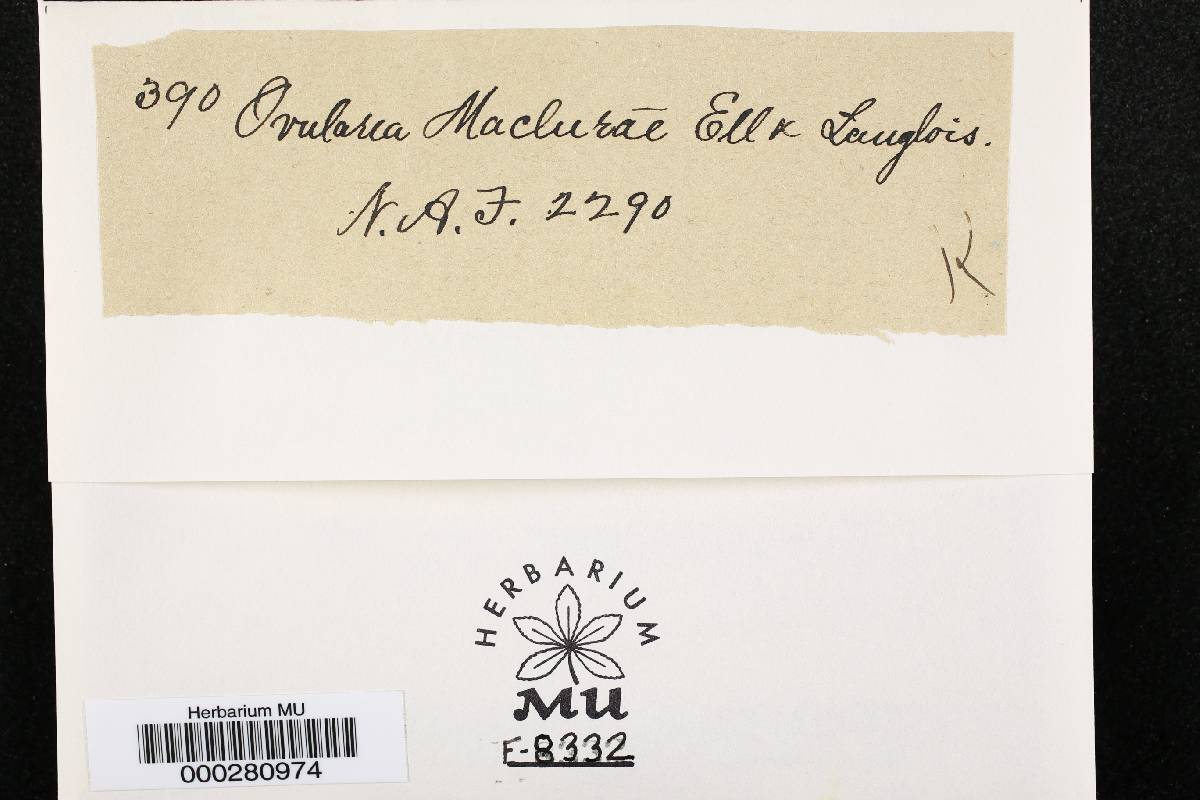 390 Ovularia Maclurae Ell & Langlois.
N. A. F. 2290
K
HERBARIUM
MU
F-8332
Herbarium MU
000280974